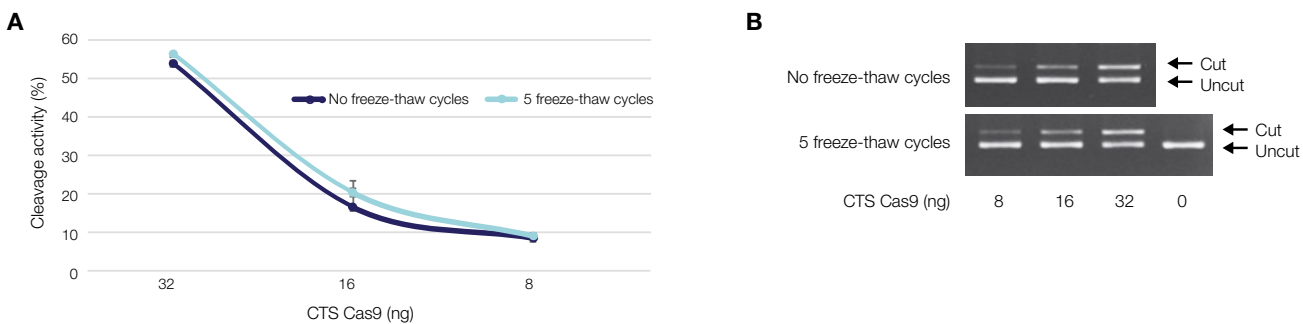 A
60
50
40
30
20
10
0
Cleavage activity (%)
No freeze-thaw cycles
5 freeze-thaw cycles
32
16
8
CTS Cas9 (ng)
B
No freeze-thaw cycles
Cut
Uncut
5 freeze-thaw cycles
Cut
Uncut
CTS Cas9 (ng) 8 16 32 0